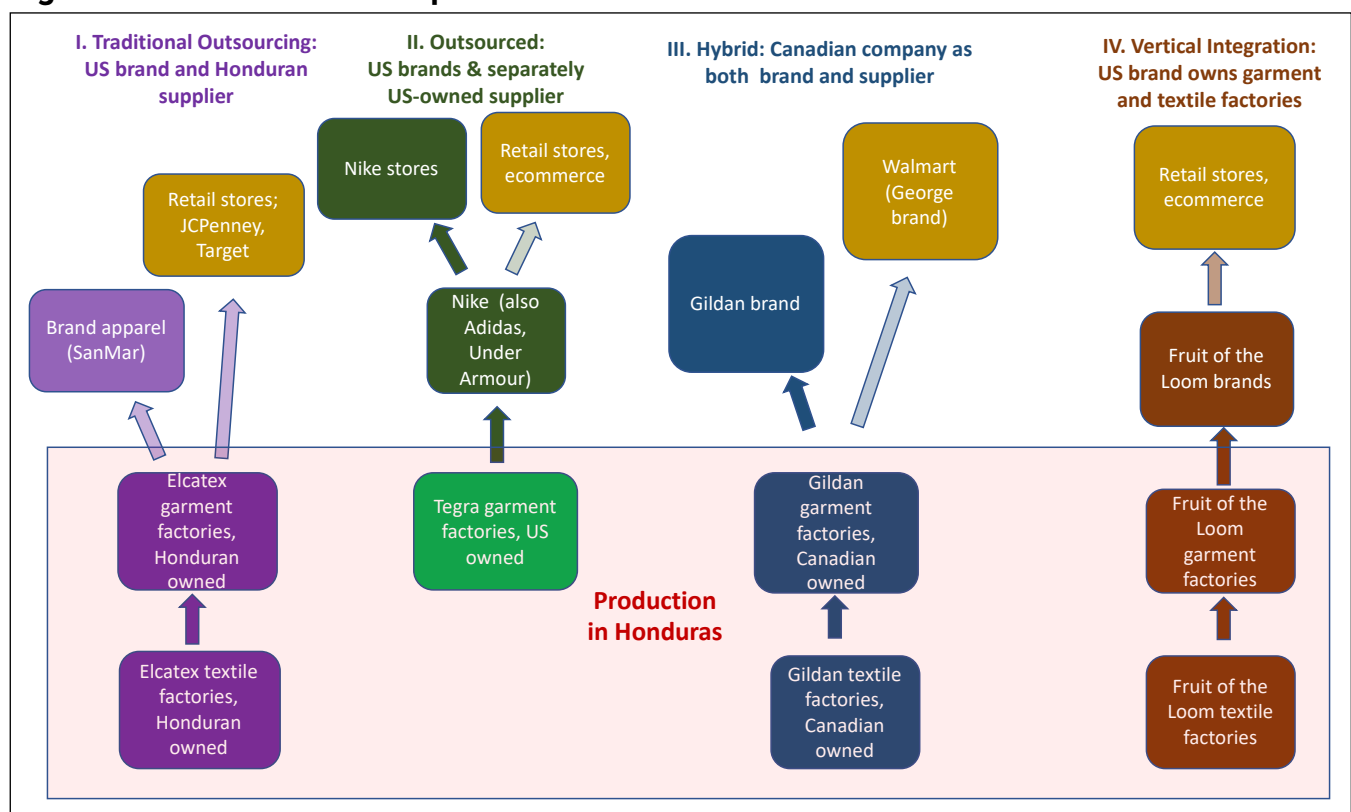 I. Traditional Outsourcing:
US brand and Honduran
supplier
II. Outsourced:
US brands & separately
US-owned supplier
III. Hybrid: Canadian company as
both brand and supplier
IV. Vertical Integration:
US brand owns garment
and textile factories
Nike stores
Retail stores,
ecommerce
Walmart
(George
brand)
Retail stores,
ecommerce
Retail stores;
JCPenney,
Target
Brand apparel
(SanMar)
Nike (also
Adidas,
Under
Armour)
Gildan brand
Fruit of the
Loom brands
Elcatex
garment
factories,
Honduran
owned
Tegra garment
factories, US
owned
Gildan
garment
factories,
Canadian
owned
Fruit of the
Loom
garment
factories
Production
in Honduras
Elcatex textile
factories,
Honduran
owned
Gildan textile
factories,
Canadian
owned
Fruit of the
Loom textile
factories